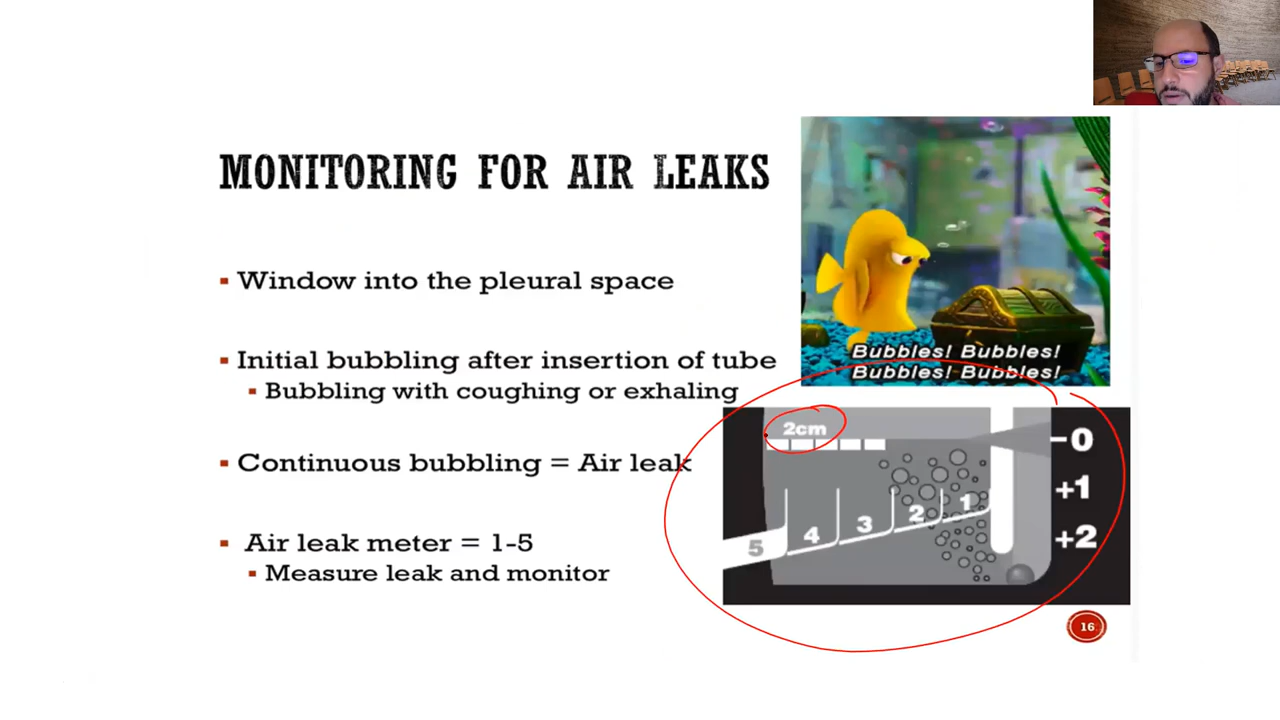 MONITORING FOR AIR LEAKS
Window into the pleural space
Initial bubbling after insertion of tube
Bubbling with coughing or exhaling
Continuous bubbling = Air leak
Air leak meter = 1-5
Measure leak and monitor
Bubbles! Bubbles!
Bubbles! Bubbles!
2cm
-0
+1
+2
5 4 3 2 1
16